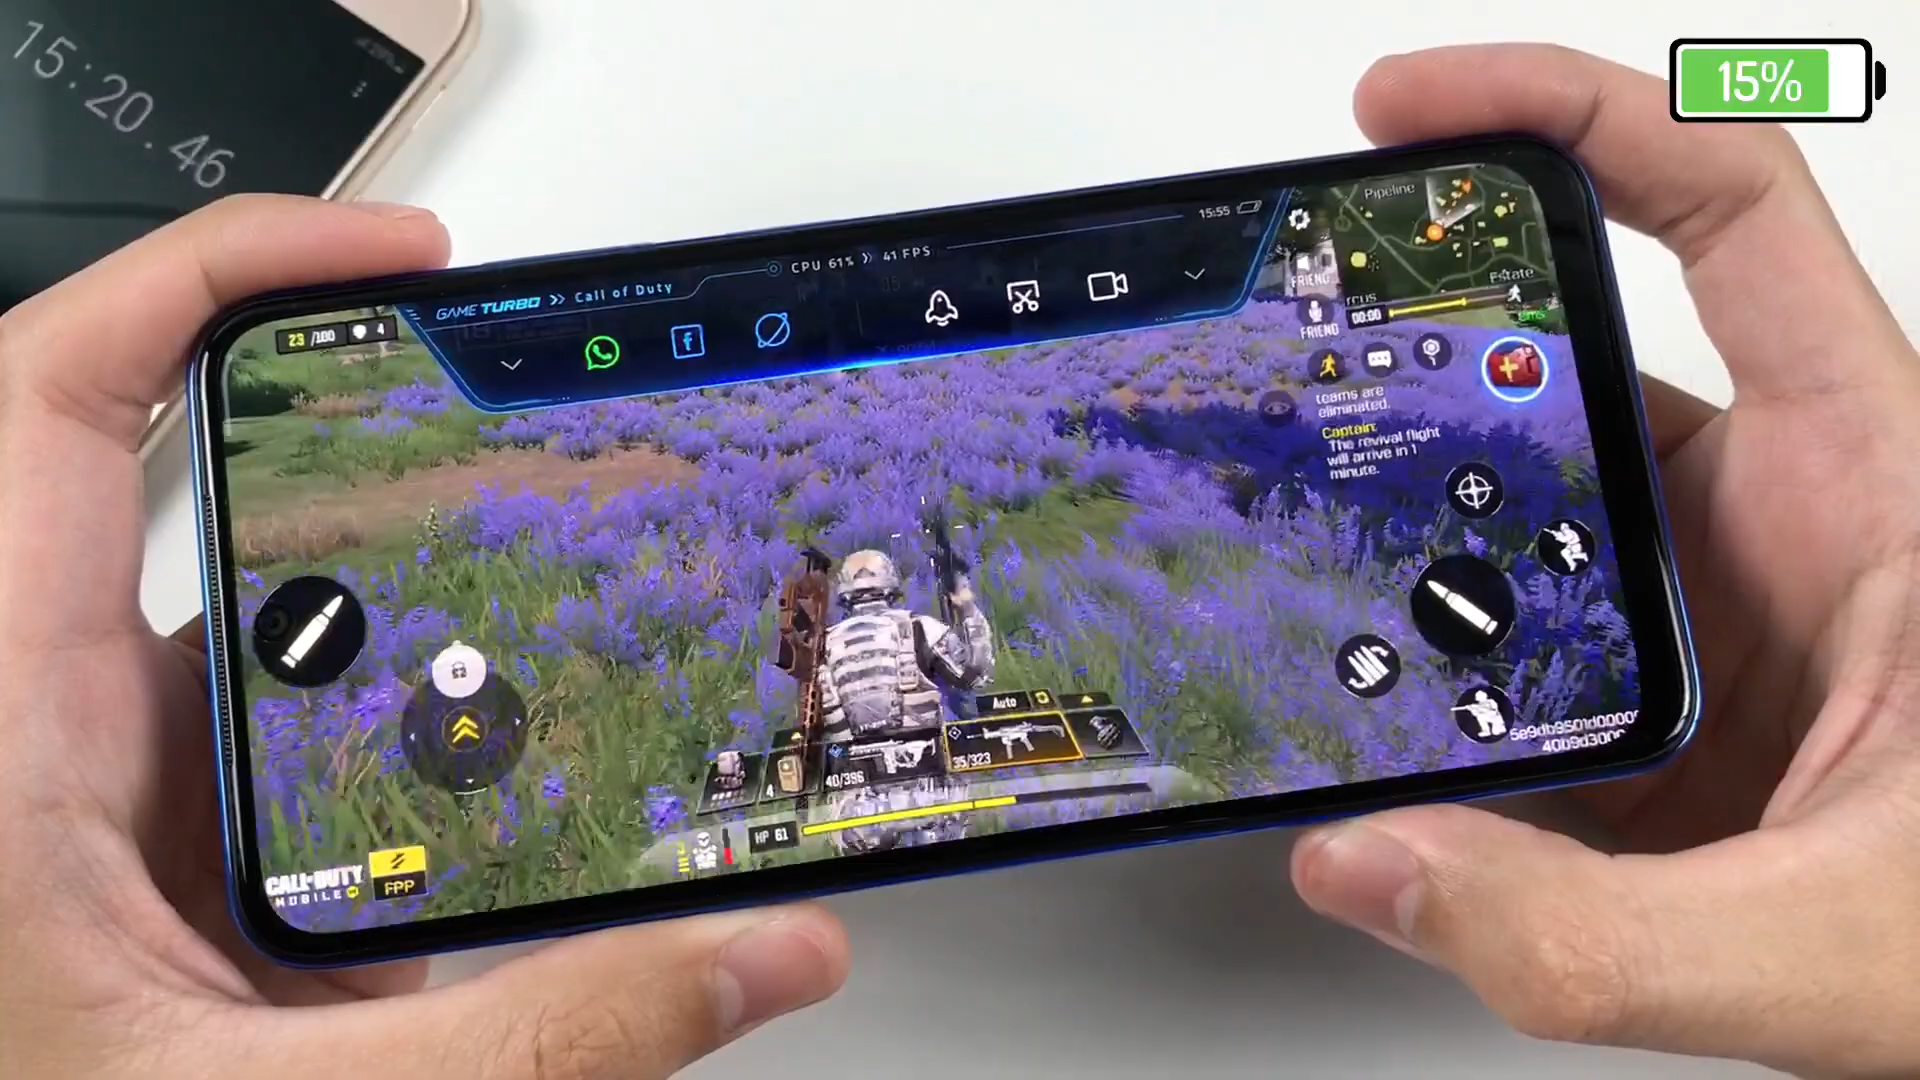 15:20.46
15%
GAME TURBO >> Call of Duty
CPU 61% >> 41 FPS
15:55
23 /100
4
Pipeline
Estate
FRIEND
FRIEND
00:00
teams are
eliminated.
Captain:
The revival flight
will arrive in 1
minute.
Auto
4
40/396
35/323
HP 61
CALL OF DUTY
MOBILE
FPP